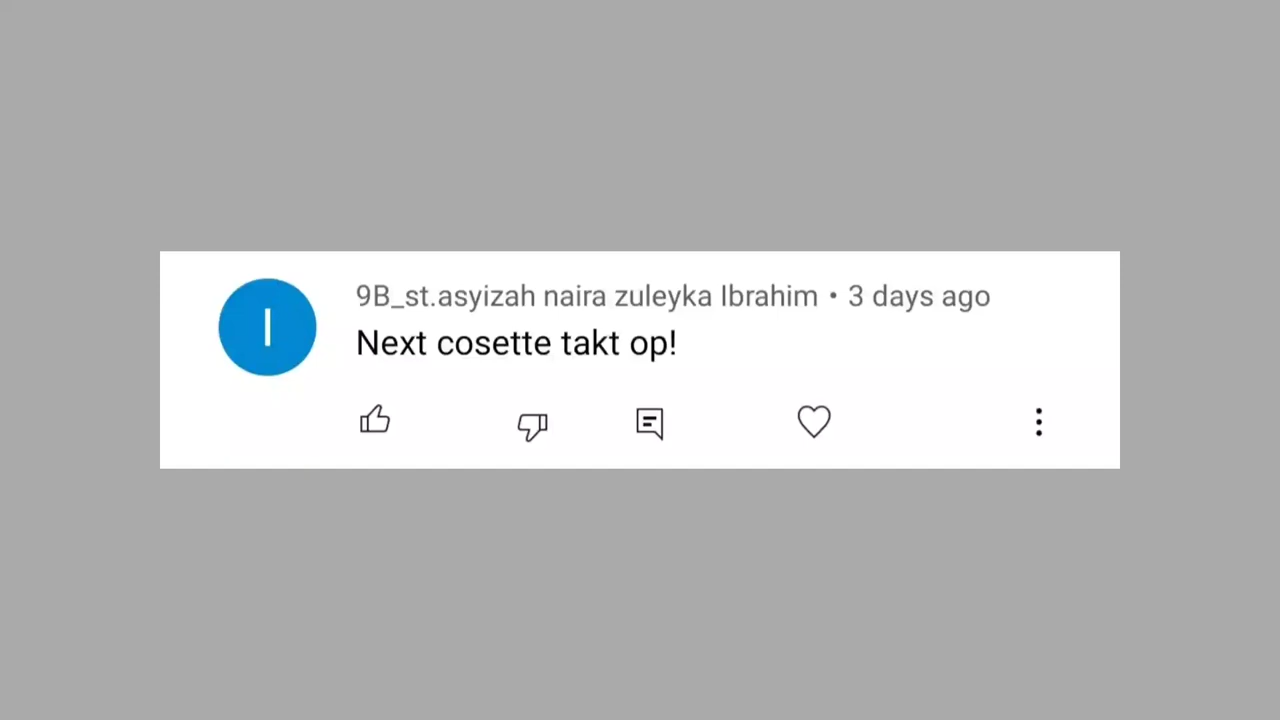 I
9B_st.asyizah naira zuleyka Ibrahim • 3 days ago
Next cosette takt op!